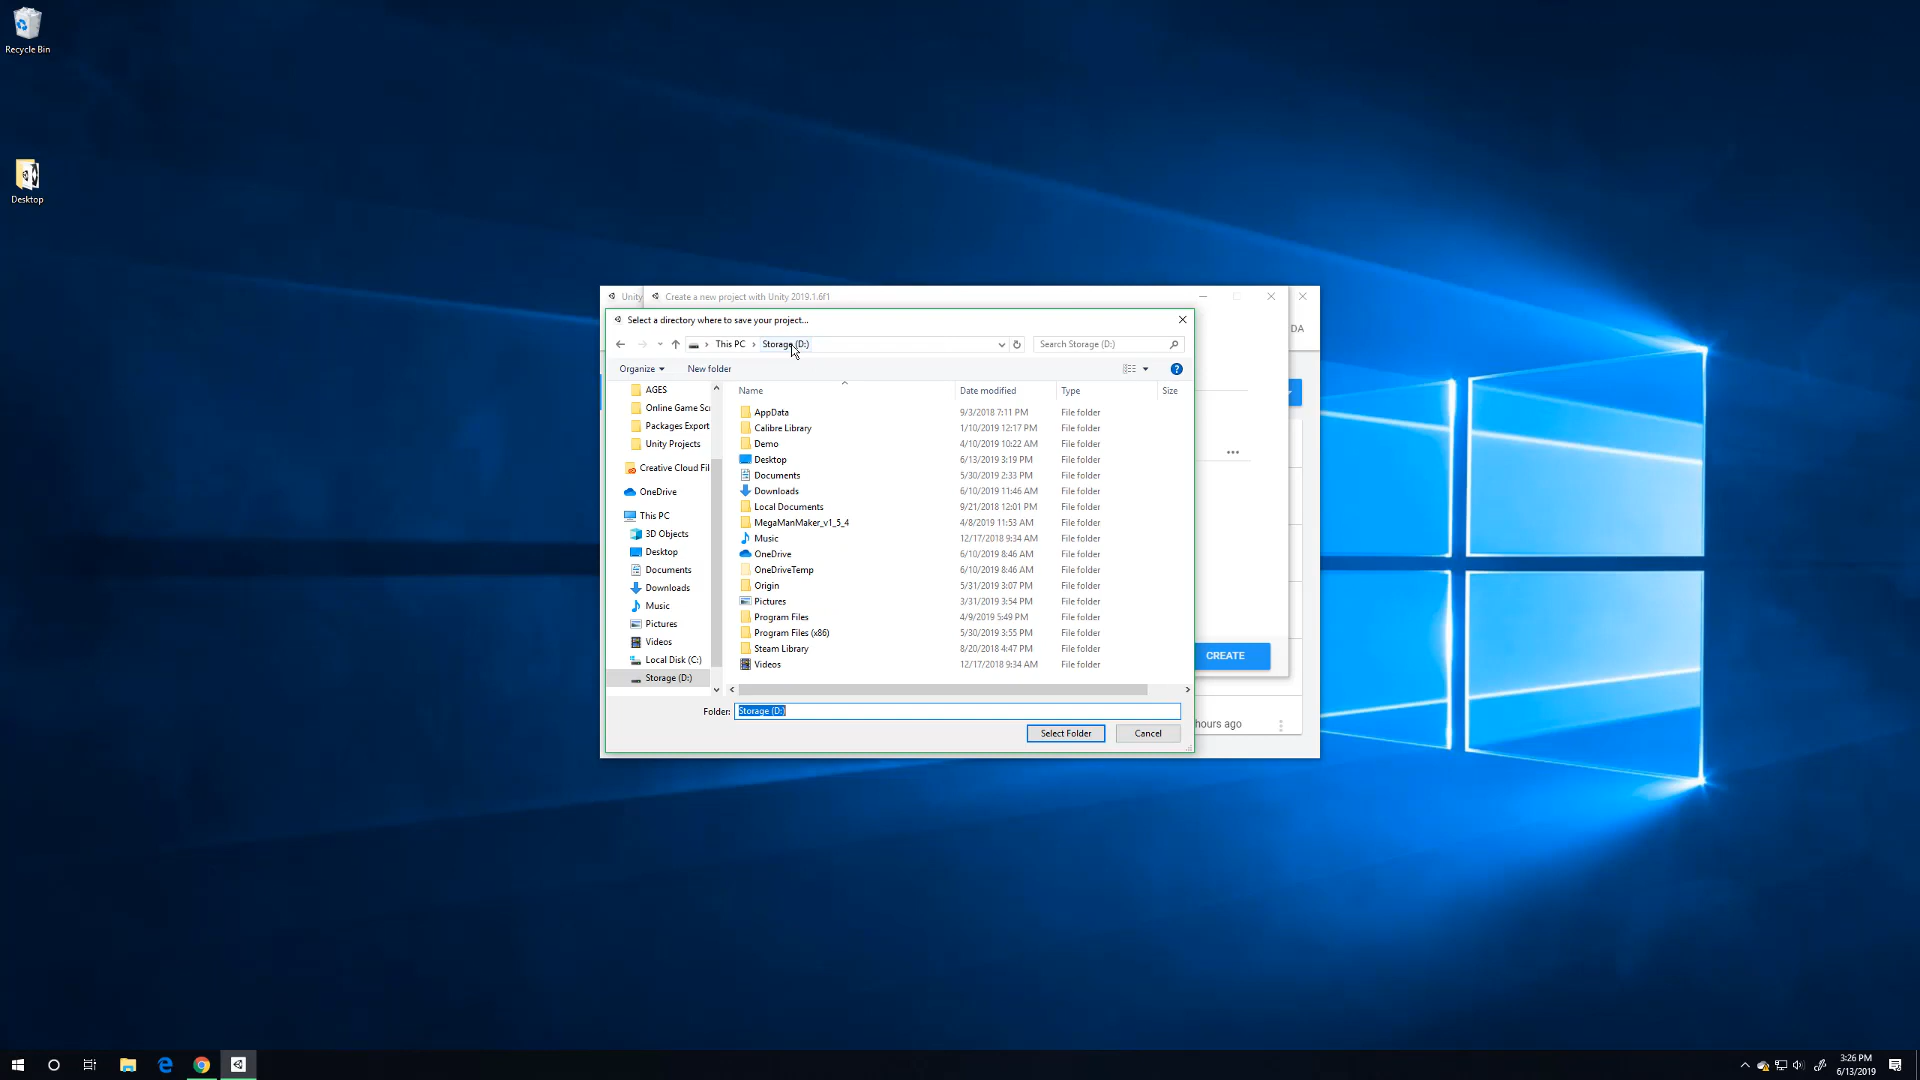 Recycle Bin
Desktop
Unity
Create a new project with Unity 2019.1.6f1
DA
Select a directory where to save your project...
This PC > Storage (D:)
Search Storage (D:)
Organize
New folder
Name
Date modified
Type
Size
AGES
Online Game Sc
Packages Export
Unity Projects
Creative Cloud Fil
OneDrive
This PC
3D Objects
Desktop
Documents
Downloads
Music
Pictures
Videos
Local Disk (C:)
Storage (D:)
AppData 9/3/2018 7:11 PM File folder
Calibre Library 1/10/2019 12:17 PM File folder
Demo 4/10/2019 10:22 AM File folder
Desktop 6/13/2019 3:19 PM File folder
Documents 5/30/2019 2:33 PM File folder
Downloads 6/10/2019 11:46 AM File folder
Local Documents 9/21/2018 12:01 PM File folder
MegaManMaker_v1_5_4 4/8/2019 11:53 AM File folder
Music 12/17/2018 9:34 AM File folder
OneDrive 6/10/2019 8:46 AM File folder
OneDriveTemp 6/10/2019 8:46 AM File folder
Origin 5/31/2019 3:07 PM File folder
Pictures 3/31/2019 3:54 PM File folder
Program Files 4/9/2019 5:49 PM File folder
Program Files (x86) 5/30/2019 3:55 PM File folder
Steam Library 8/20/2018 4:47 PM File folder
Videos 12/17/2018 9:34 AM File folder
CREATE
Folder: Storage (D:)
Select Folder
Cancel
hours ago
3:26 PM
6/13/2019